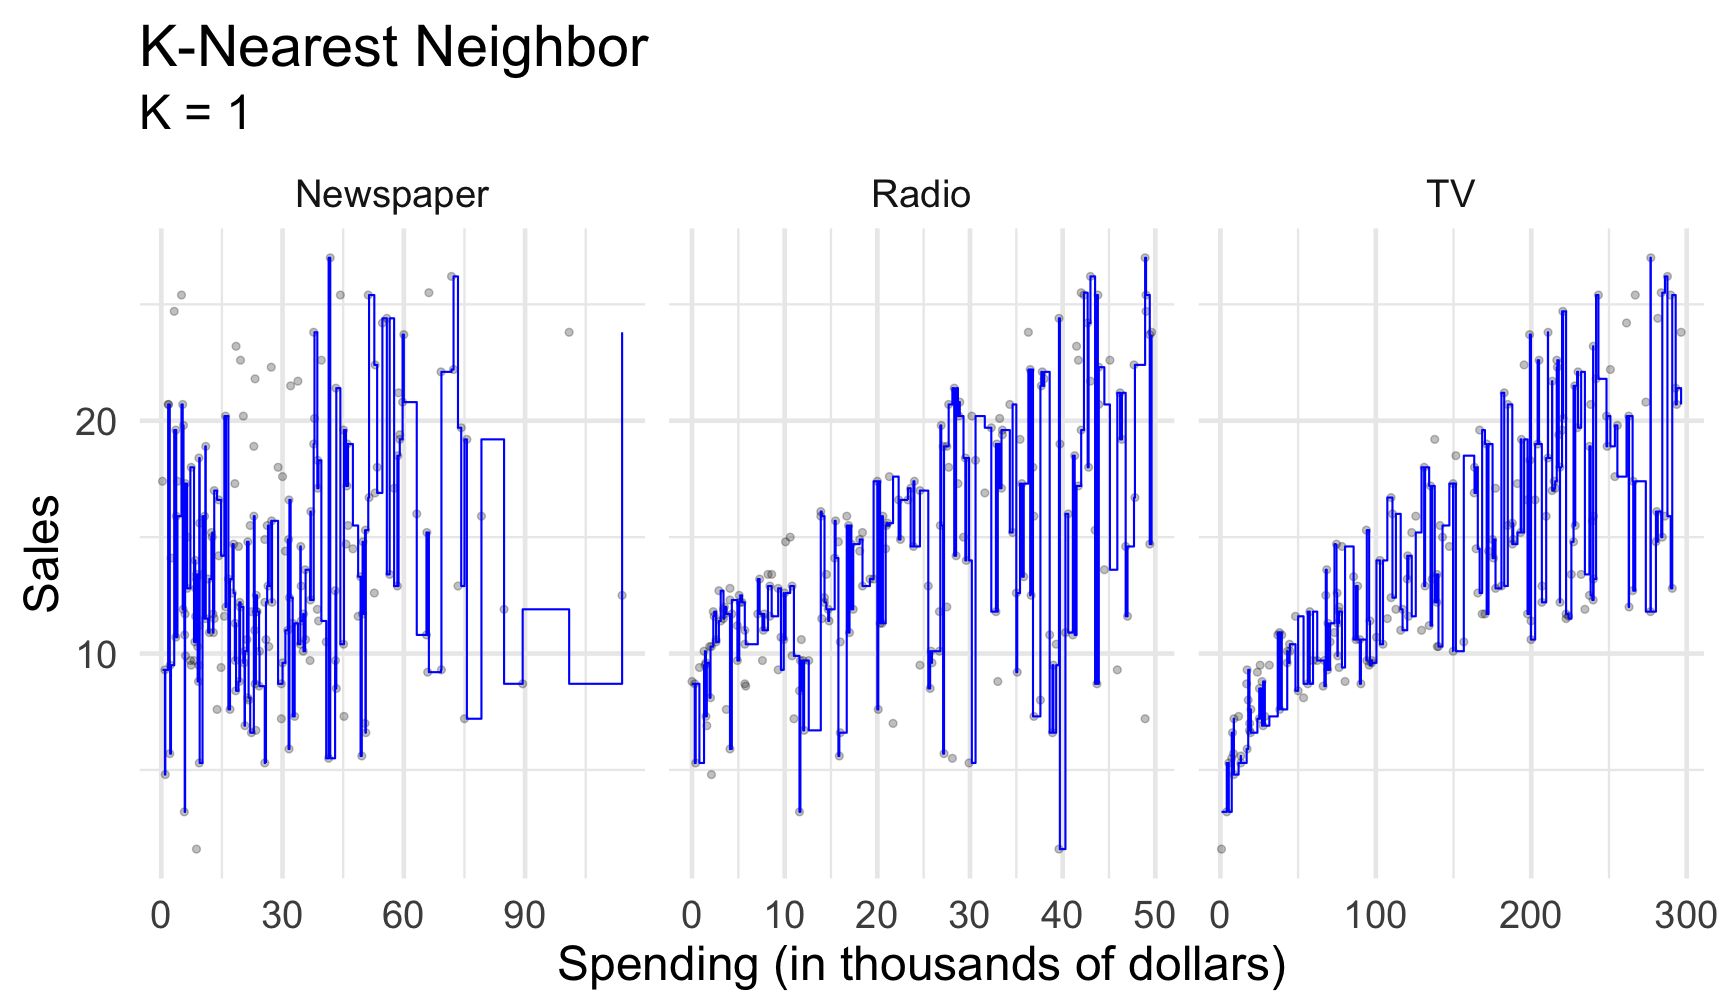 K-Nearest Neighbor
K = 1
Newspaper
Radio
TV
Sales
20
10
0 30 60 90
0 10 20 30 40 50
0 100 200 300
Spending (in thousands of dollars)